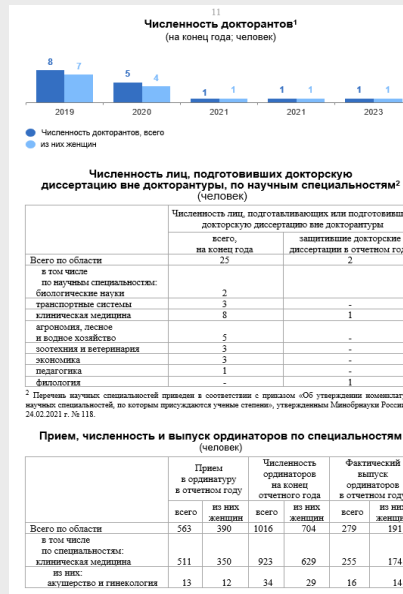 11
Численность докторантов¹
(на конец года; человек)
8 7 5 4 1 1 1 1 1 1
2019 2020 2021 2021 2023
Численность докторантов, всего
из них женщин
Численность лиц, подготовивших докторскую
диссертацию вне докторантуры, по научным специальностям²
(человек)
Численность лиц, подготавливающих или подготовивш
докторскую диссертацию вне докторантуры
всего, на конец года защитившие докторские диссертации в отчетном год
Всего по области 25 2
в том числе
по научным специальностям:
биологические науки 2
транспортные системы 3 -
клиническая медицина 8 1
агрономия, лесное
и водное хозяйство 5 -
зоотехния и ветеринария 3 -
экономика 3 -
педагогика 1 -
филология - 1
² Перечень научных специальностей приведен в соответствии с приказом «Об утверждении номенклат
научных специальностей, по которым присуждаются ученые степени», утвержденным Минобрнауки Росси
24.02.2021 г. № 118.
Прием, численность и выпуск ординаторов по специальностям
(человек)
Прием в ординатуру в отчетном году Численность ординаторов на конец отчетного года Фактический выпуск ординаторов в отчетном году
всего из них женщин всего из них женщин всего из них женщин
Всего по области 563 390 1016 704 279 191
в том числе
по специальностям:
клиническая медицина 511 350 923 629 255 174
из них:
акушерство и гинекология 13 12 34 29 16 14